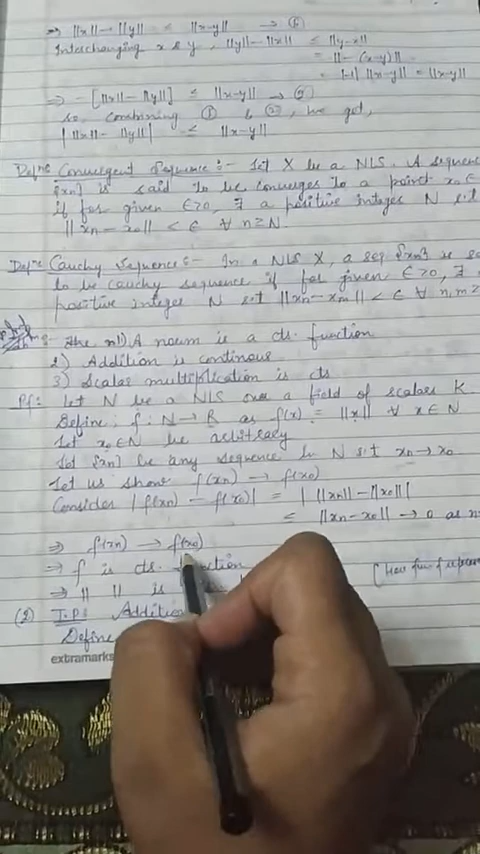 ⇒ ||x|| - ||y|| ≤ ||x-y|| → ⑥
Interchanging x & y, ||y|| - ||x|| ≤ ||y-x||
= ||-(x-y)||
= |-1| ||x-y|| = ||x-y||
⇒ -[||x|| - ||y||] ≤ ||x-y|| →
so, combining ① & ②, we get,
| ||x|| - ||y|| | ≤ ||x-y||
Defn: Convergent Sequence :- Let X be a NLS. A sequence
{xn} is said to be converges to a point x0 ∈
if for given ϵ>0, ∃ a positive integer N s.t
||xn - x0|| < ϵ ∀ n≥N.
Defn: Cauchy Sequence :- In a NLS X, a seq {xn} is sa
to be cauchy sequence if for given ϵ>0, ∃ a
positive integer N s.t ||xn - xm|| < ϵ ∀ n, m ≥
: 1) A norm is a cts. function
2) Addition is continous
3) Scalar multiplication is cts
Pf: Let N be a NLS over a field of scalars K
Define f: N → R as f(x) = ||x|| ∀ x ∈ N
Let x0 ∈ N be arbitrary
Let {xn} be any sequence in N s.t xn → x0
Let us show f(xn) → f(x0)
Consider |f(xn) - f(x0)| = | ||xn|| - ||x0|| |
≤ ||xn - x0|| → 0 as n
⇒ f(xn) → f(x0)
⇒ f is cts. function
⇒ || || is
(2) T.P: Addition
Define
extramarks